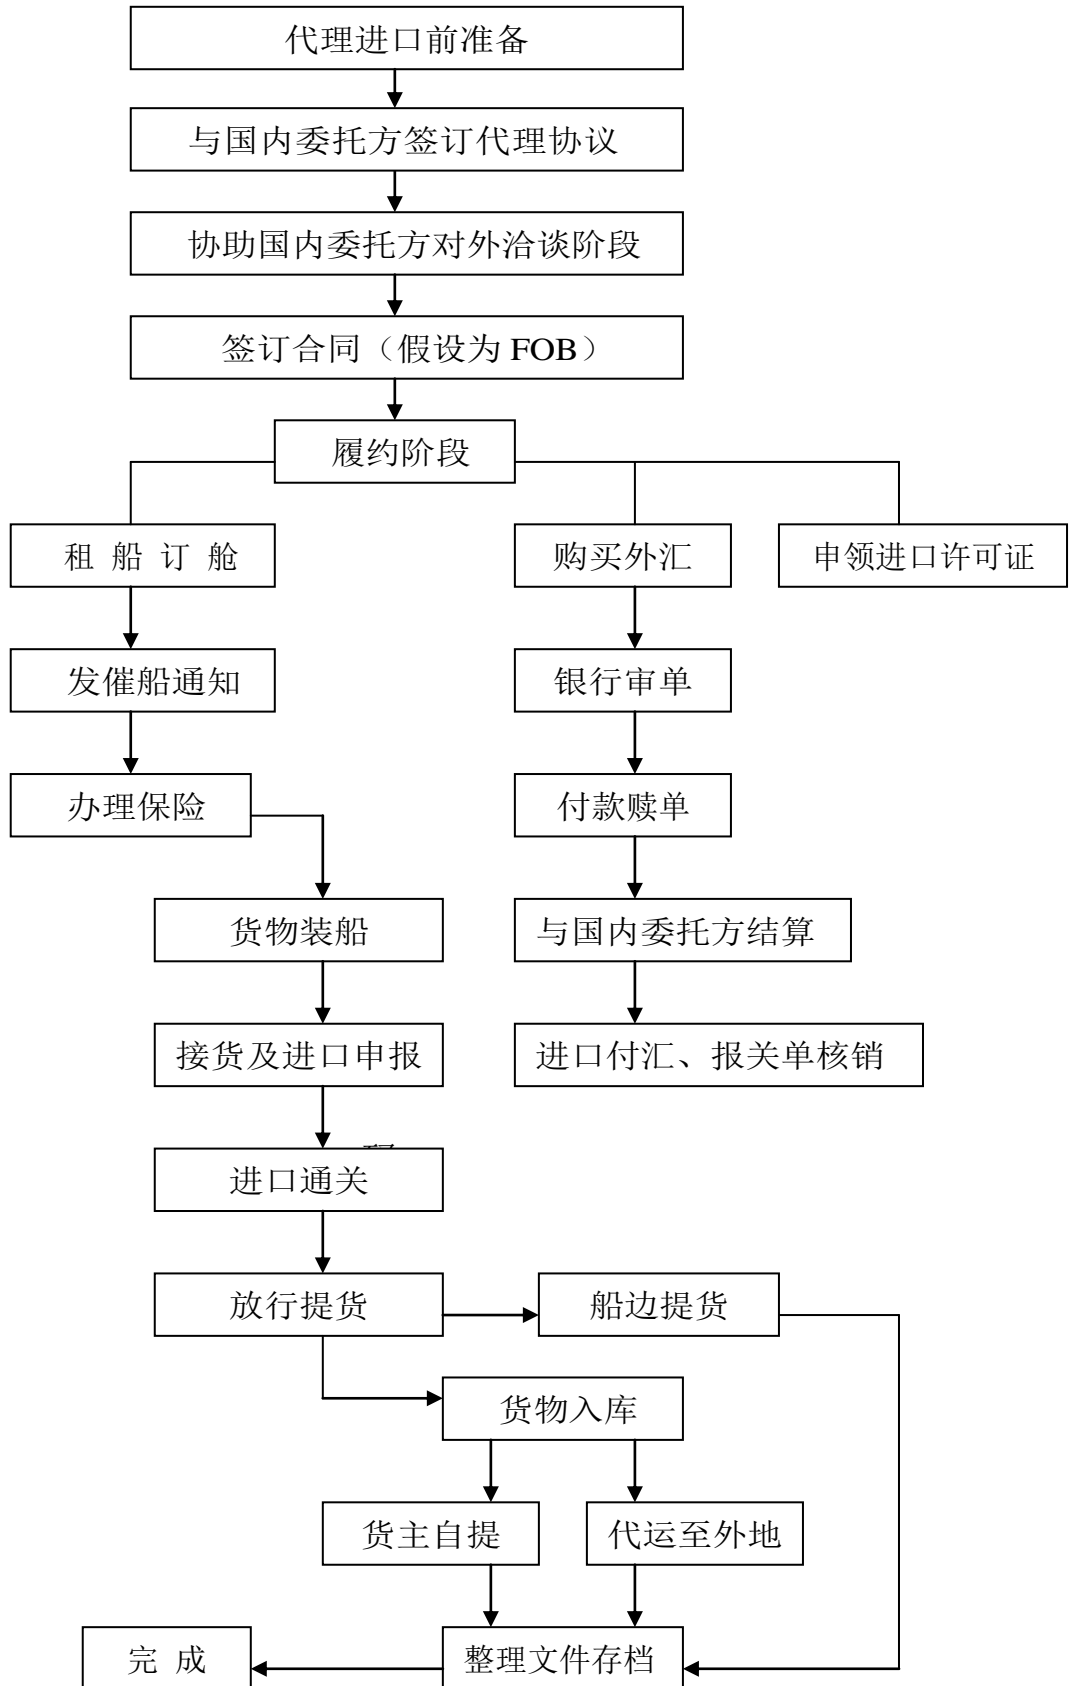 代理进口前准备
与国内委托方签订代理协议
协助国内委托方对外洽谈阶段
签订合同（假设为 FOB）
履约阶段
租 船 订 舱
购买外汇
申领进口许可证
发催船通知
银行审单
办理保险
付款赎单
货物装船
与国内委托方结算
接货及进口申报
进口付汇、报关单核销
进口通关
放行提货
船边提货
货物入库
货主自提
代运至外地
完 成
整理文件存档